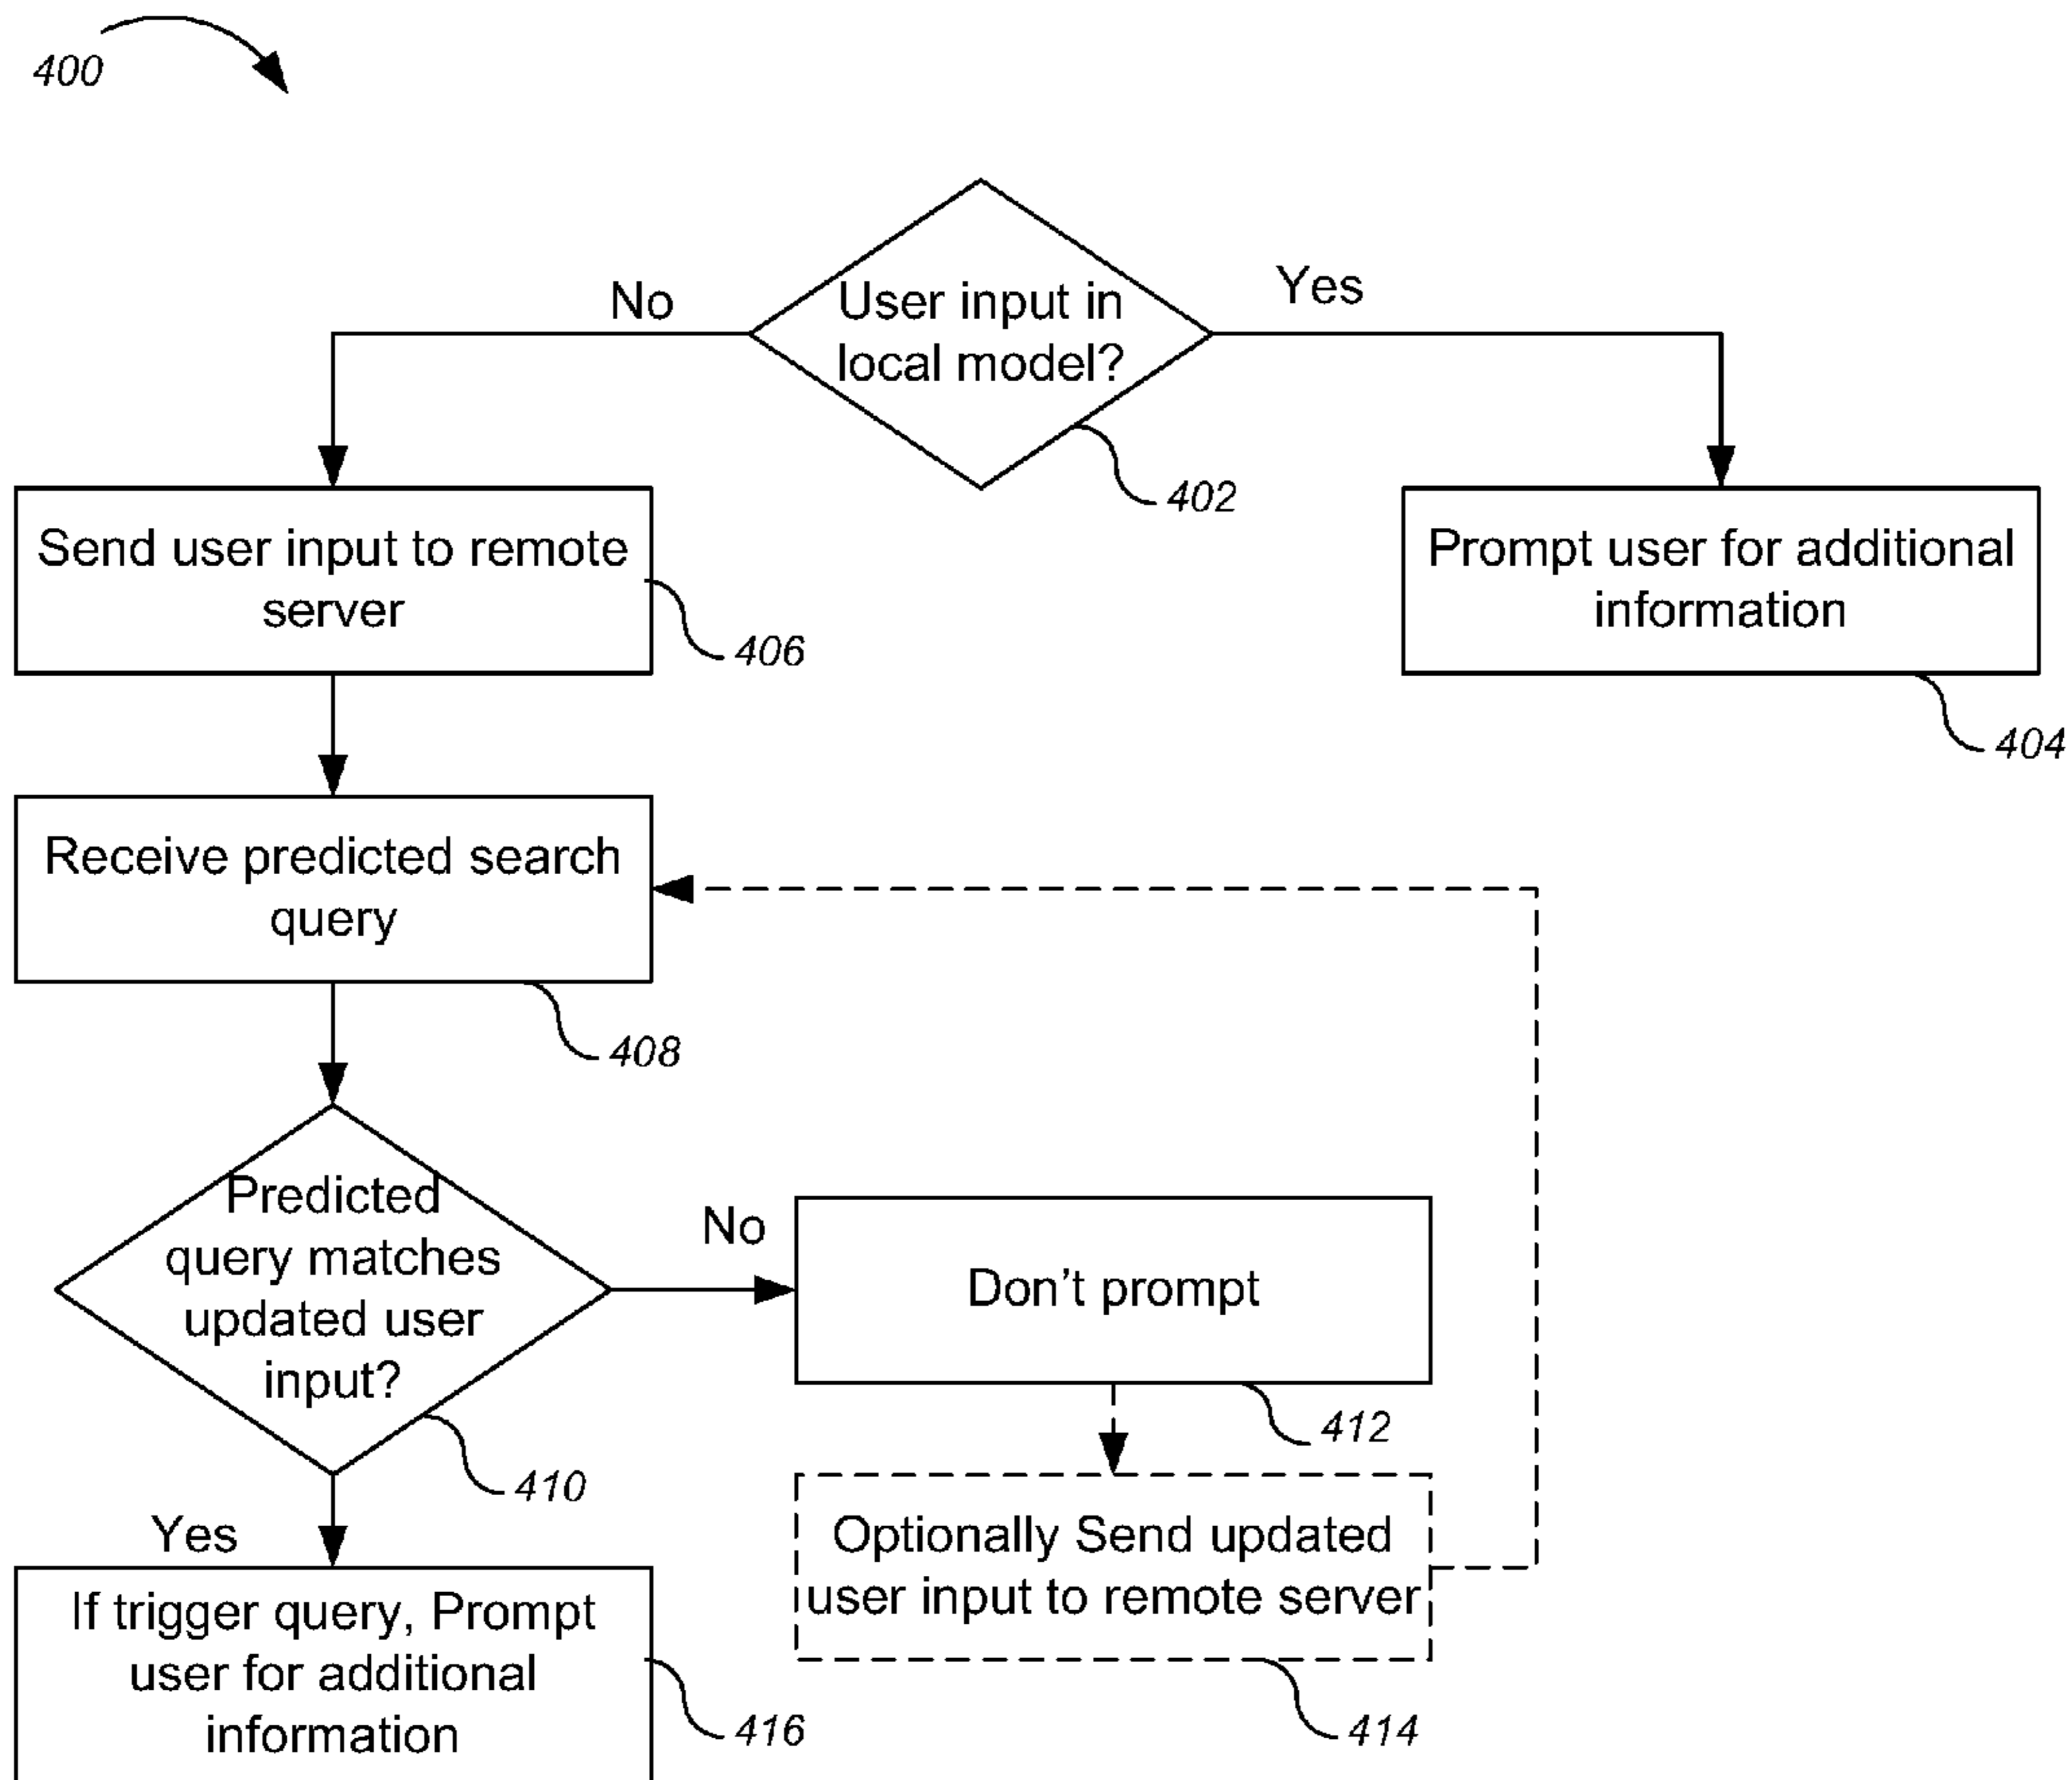 400
No
User input in
local model?
Yes
402
Send user input to remote
server
406
Prompt user for additional
information
404
Receive predicted search
query
408
Predicted
query matches
updated user
input?
410
No
Don't prompt
412
Optionally Send updated
user input to remote server
414
Yes
If trigger query, Prompt
user for additional
information
416